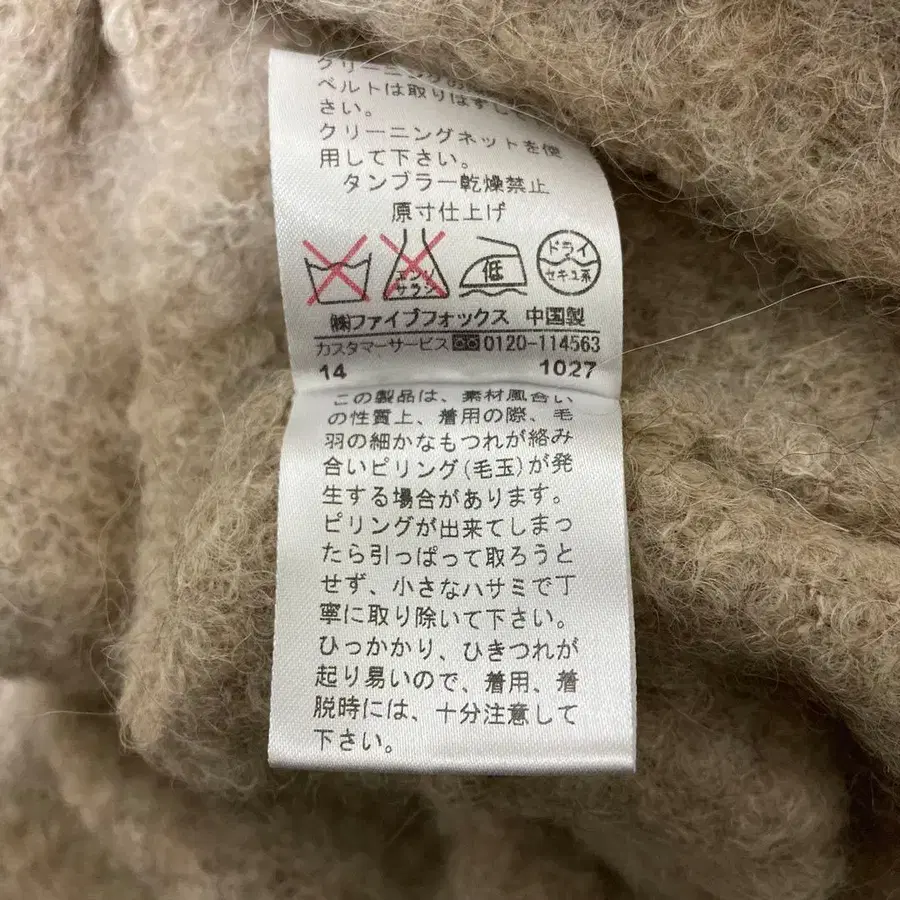 クリーニングの
ベルトは取りはずして
さい。
クリーニングネットを使
用して下さい。
タンブラー乾燥禁止
原寸仕上げ
エンソ
サラシ
低
ドライ
セキユ系
㈱ファイブフォックス 中国製
カスタマーサービス 0120-114563
14 1027
この製品は、素材風合い
の性質上、着用の際、毛
羽の細かなもつれが絡み
合いピリング(毛玉)が発
生する場合があります。
ピリングが出来てしまっ
たら引っぱって取ろうと
せず、小さなハサミで丁
寧に取り除いて下さい。
ひっかかり、ひきつれが
起り易いので、着用、着
脱時には、十分注意して
下さい。